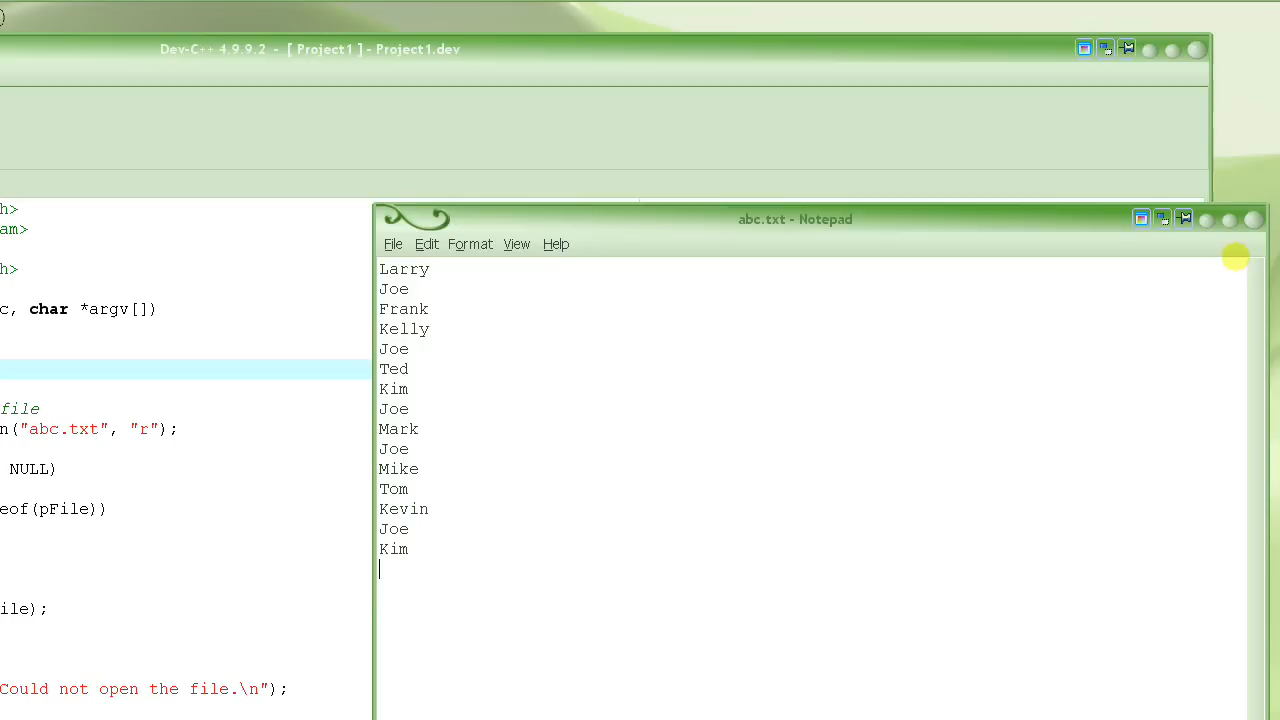 )
Dev-C++ 4.9.9.2 - [ Project1 ] - Project1.dev
h>
am>
h>
c, char *argv[])
file
n("abc.txt", "r");
NULL)
eof(pFile))
ile);
Could not open the file.\n");
abc.txt - Notepad
File Edit Format View Help
Larry
Joe
Frank
Kelly
Joe
Ted
Kim
Joe
Mark
Joe
Mike
Tom
Kevin
Joe
Kim